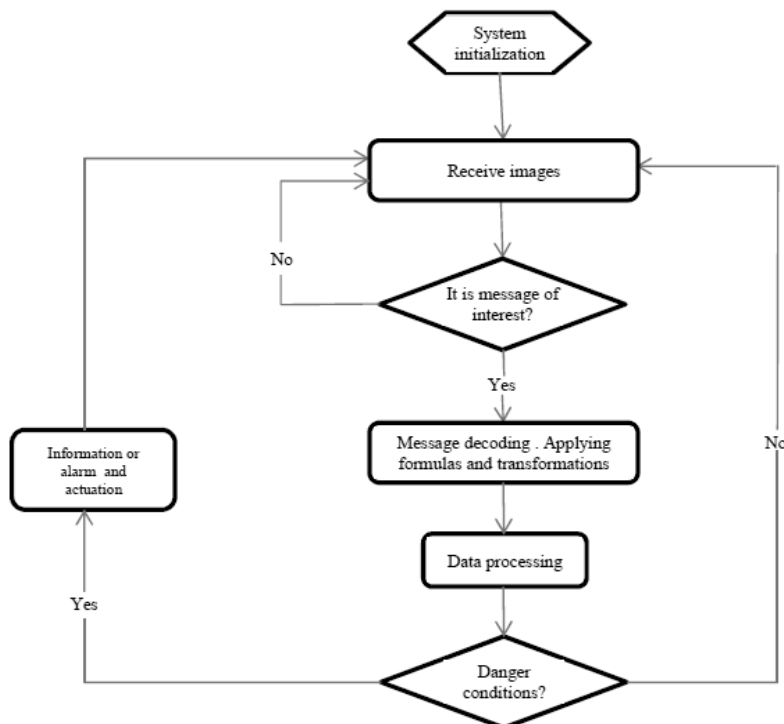 System
initialization
Receive images
No
It is message of
interest?
Yes
Message decoding . Applying
formulas and transformations
Information or
alarm and
actuation
No
Data processing
Yes
Danger
conditions?